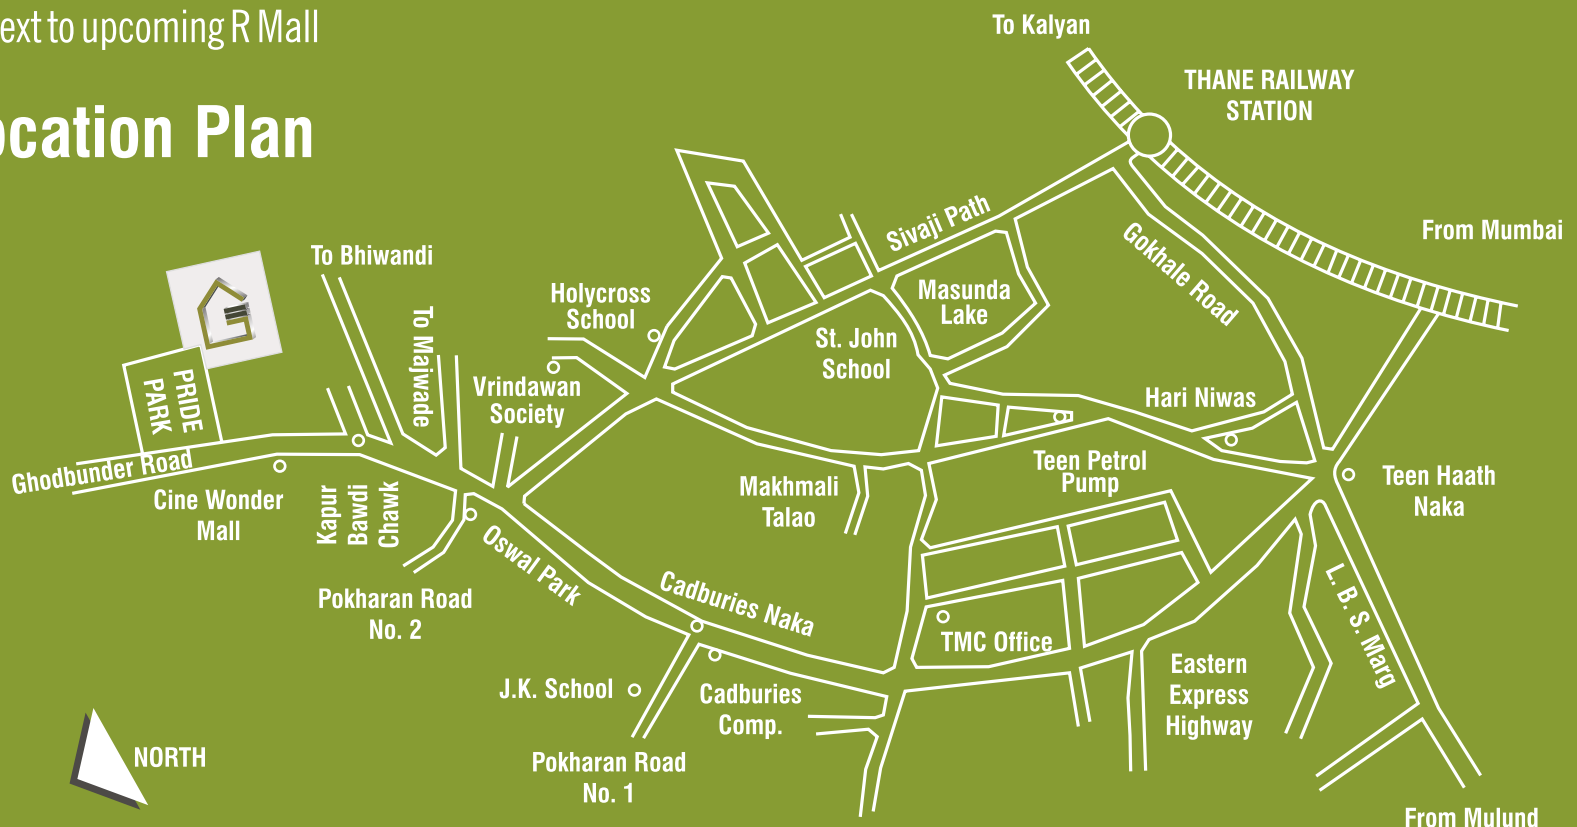 ext to upcoming R Mall
ocation Plan
To Kalyan
THANE RAILWAY
STATION
From Mumbai
Sivaji Path
Gokhale Road
Masunda
Lake
To Bhiwandi
To Majwade
Holycross
School
St. John
School
Vrindawan
Society
Hari Niwas
PRIDE
PARK
Ghodbunder Road
Cine Wonder
Mall
Kapur
Bawdi
Chawk
Oswal Park
Makhmali
Talao
Teen Petrol
Pump
Teen Haath
Naka
Pokharan Road
No. 2
Cadburies Naka
TMC Office
L. B. S. Marg
Eastern
Express
Highway
J.K. School
Cadburies
Comp.
Pokharan Road
No. 1
NORTH
From Mulund